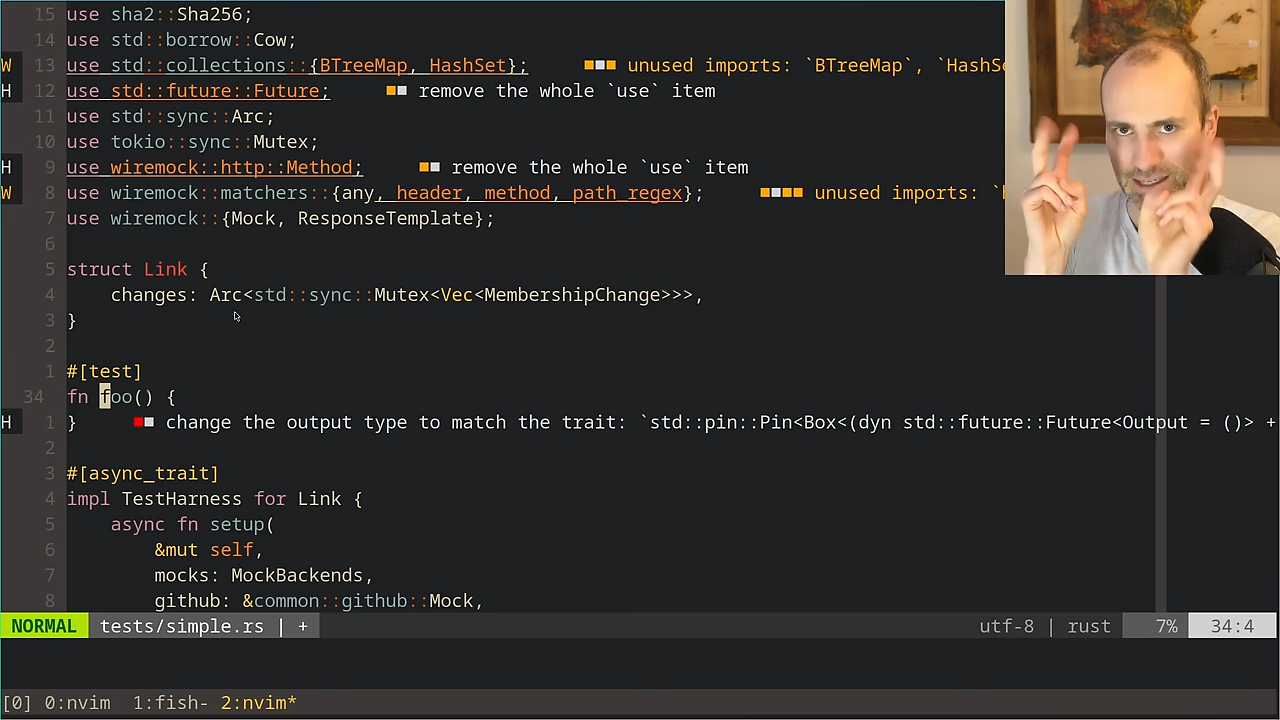 15 use sha2::Sha256;
14 use std::borrow::Cow;
W 13 use std::collections::{BTreeMap, HashSet}; ■■■ unused imports: `BTreeMap`, `HashSe
H 12 use std::future::Future; ■■ remove the whole `use` item
11 use std::sync::Arc;
10 use tokio::sync::Mutex;
H 9 use wiremock::http::Method; ■■ remove the whole `use` item
W 8 use wiremock::matchers::{any, header, method, path_regex}; ■■■■ unused imports: `
7 use wiremock::{Mock, ResponseTemplate};
6
5 struct Link {
4 changes: Arc<std::sync::Mutex<Vec<MembershipChange>>>,
3 }
2
1 #[test]
34 fn foo() {
H 1 } ■■ change the output type to match the trait: `std::pin::Pin<Box<(dyn std::future::Future<Output = ()> +
2
3 #[async_trait]
4 impl TestHarness for Link {
5 async fn setup(
6 &mut self,
7 mocks: MockBackends,
8 github: &common::github::Mock,
NORMAL tests/simple.rs | + utf-8 | rust 7% 34:4
[0] 0:nvim 1:fish- 2:nvim*